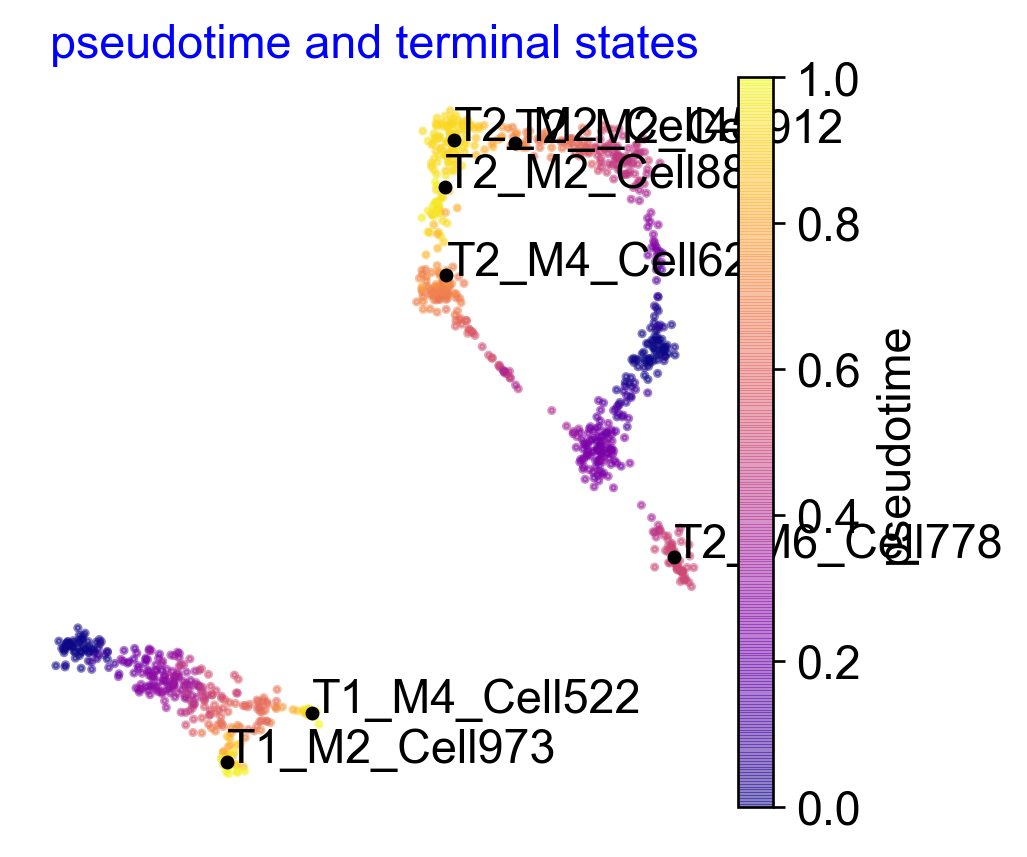 pseudotime and terminal states
1.0
T2_M2_Cell88
0.8
T2_M4_Cell62
0.6
pseudotime
0.4
T2_M6_Cell778
0.2
T1_M4_Cell522
T1_M2_Cell973
0.0